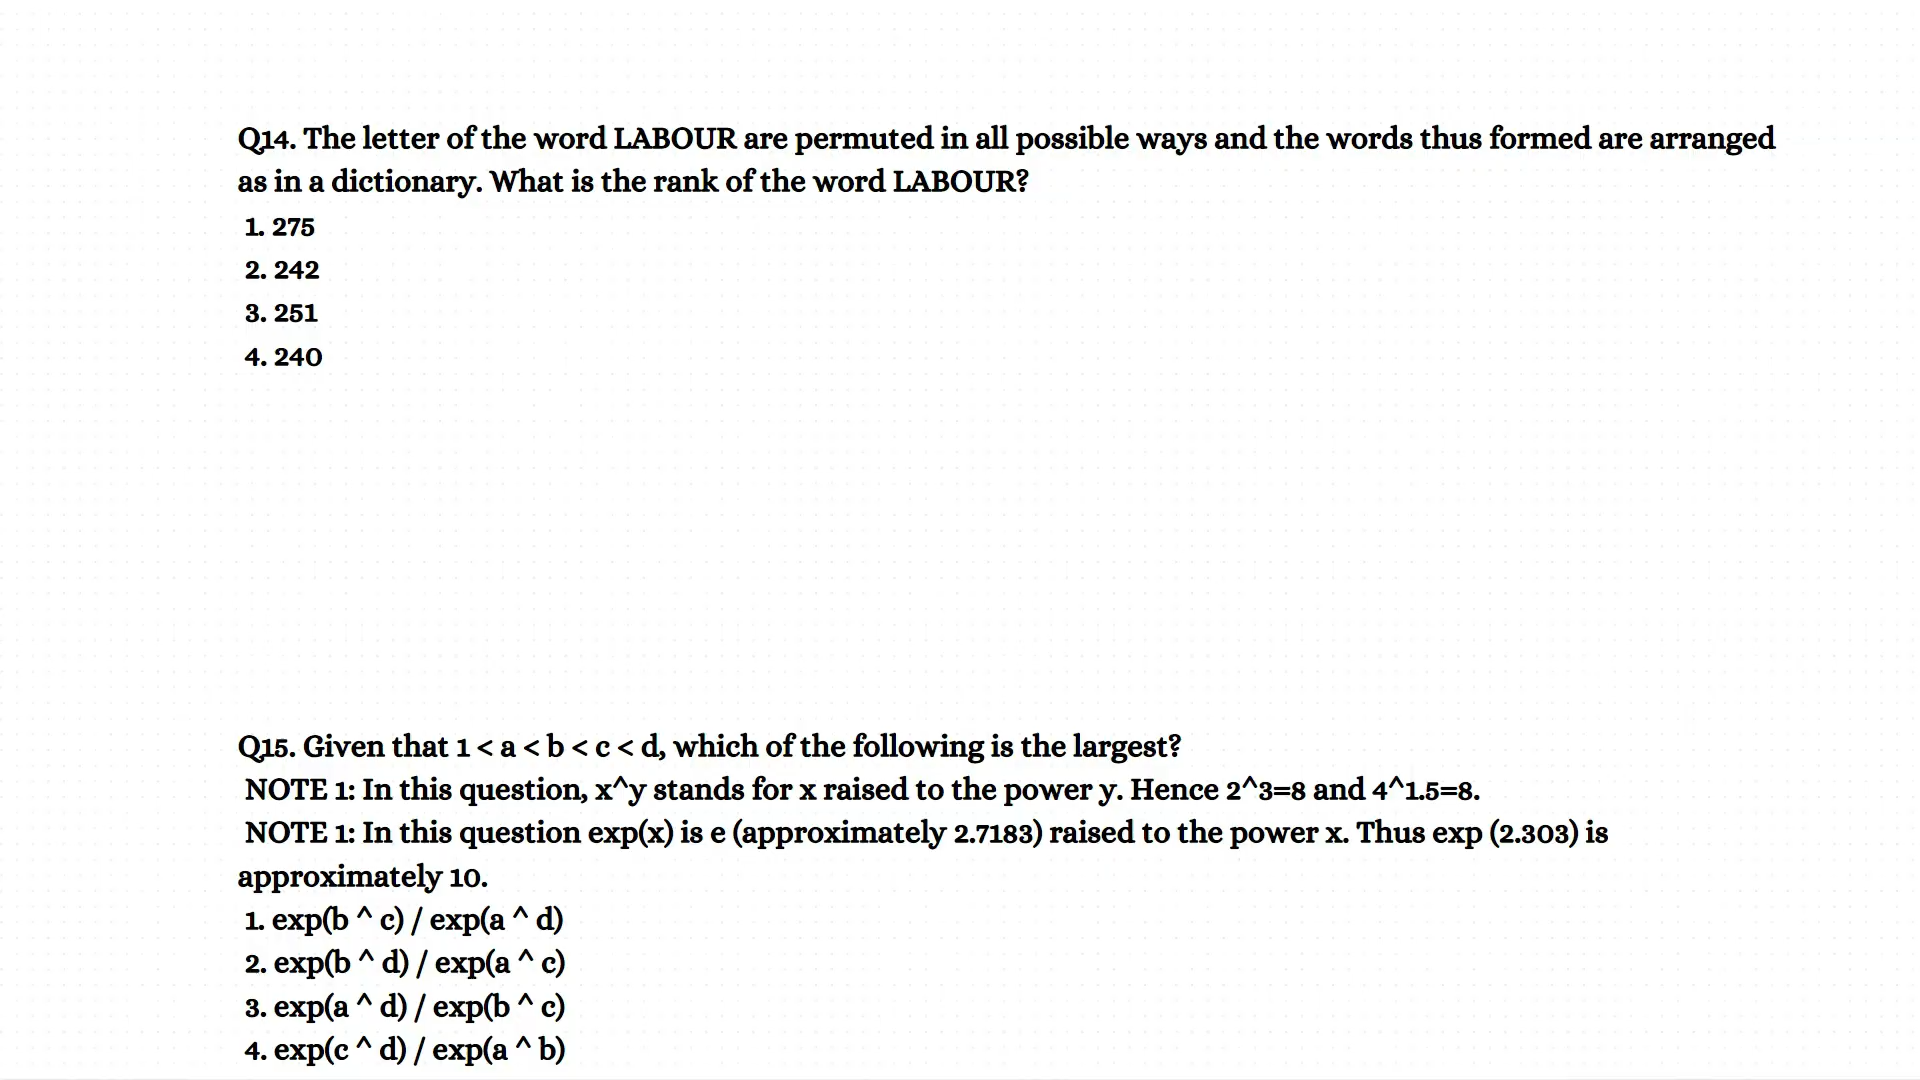 Q14. The letter of the word LABOUR are permuted in all possible ways and the words thus formed are arranged
as in a dictionary. What is the rank of the word LABOUR?
1. 275
2. 242
3. 251
4. 240
Q15. Given that 1 < a < b < c < d, which of the following is the largest?
NOTE 1: In this question, x^y stands for x raised to the power y. Hence 2^3=8 and 4^1.5=8.
NOTE 1: In this question exp(x) is e (approximately 2.7183) raised to the power x. Thus exp (2.303) is
approximately 10.
1. exp(b ^ c) / exp(a ^ d)
2. exp(b ^ d) / exp(a ^ c)
3. exp(a ^ d) / exp(b ^ c)
4. exp(c ^ d) / exp(a ^ b)